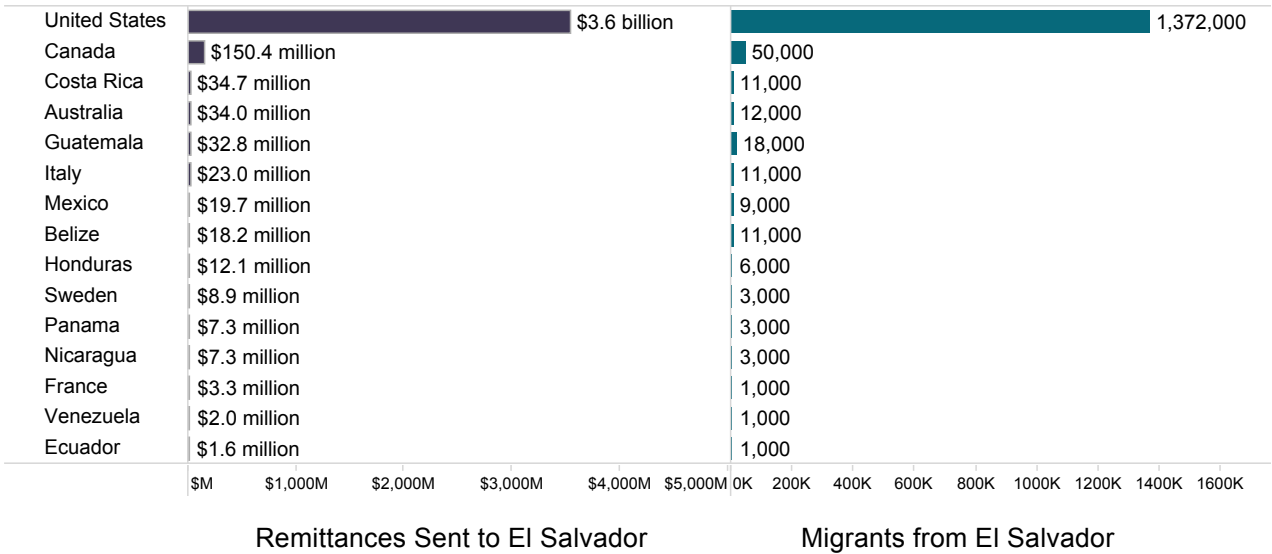 United States $3.6 billion 1,372,000
Canada $150.4 million 50,000
Costa Rica $34.7 million 11,000
Australia $34.0 million 12,000
Guatemala $32.8 million 18,000
Italy $23.0 million 11,000
Mexico $19.7 million 9,000
Belize $18.2 million 11,000
Honduras $12.1 million 6,000
Sweden $8.9 million 3,000
Panama $7.3 million 3,000
Nicaragua $7.3 million 3,000
France $3.3 million 1,000
Venezuela $2.0 million 1,000
Ecuador $1.6 million 1,000
$M $1,000M $2,000M $3,000M $4,000M $5,000M 0K 200K 400K 600K 800K 1000K 1200K 1400K 1600K
Remittances Sent to El Salvador Migrants from El Salvador